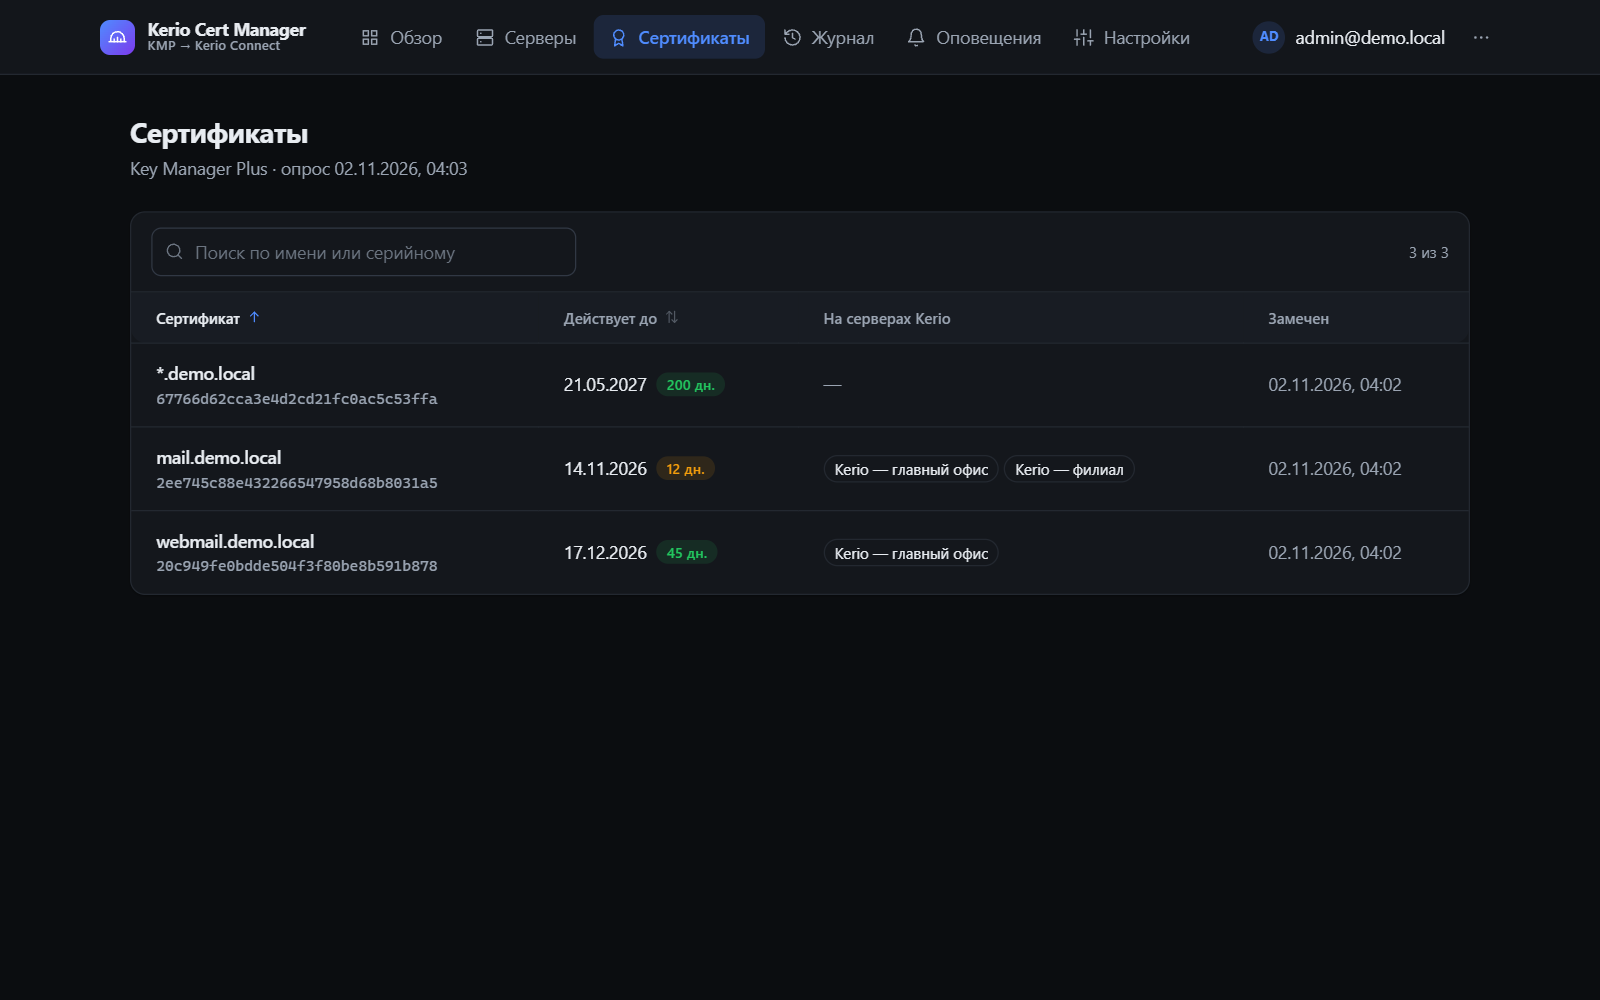 Kerio Cert Manager
KMP → Kerio Connect
Обзор
Серверы
Сертификаты
Журнал
Оповещения
Настройки
AD
admin@demo.local
Сертификаты
Key Manager Plus · опрос 02.11.2026, 04:03
Поиск по имени или серийному
3 из 3
Сертификат ↑
Действует до
На серверах Kerio
Замечен
*.demo.local
67766d62cca3e4d2cd21fc0ac5c53ffa
21.05.2027
200 дн.
—
02.11.2026, 04:02
mail.demo.local
2ee745c88e432266547958d68b8031a5
14.11.2026
12 дн.
Kerio — главный офис
Kerio — филиал
02.11.2026, 04:02
webmail.demo.local
20c949fe0bdde504f3f80be8b591b878
17.12.2026
45 дн.
Kerio — главный офис
02.11.2026, 04:02